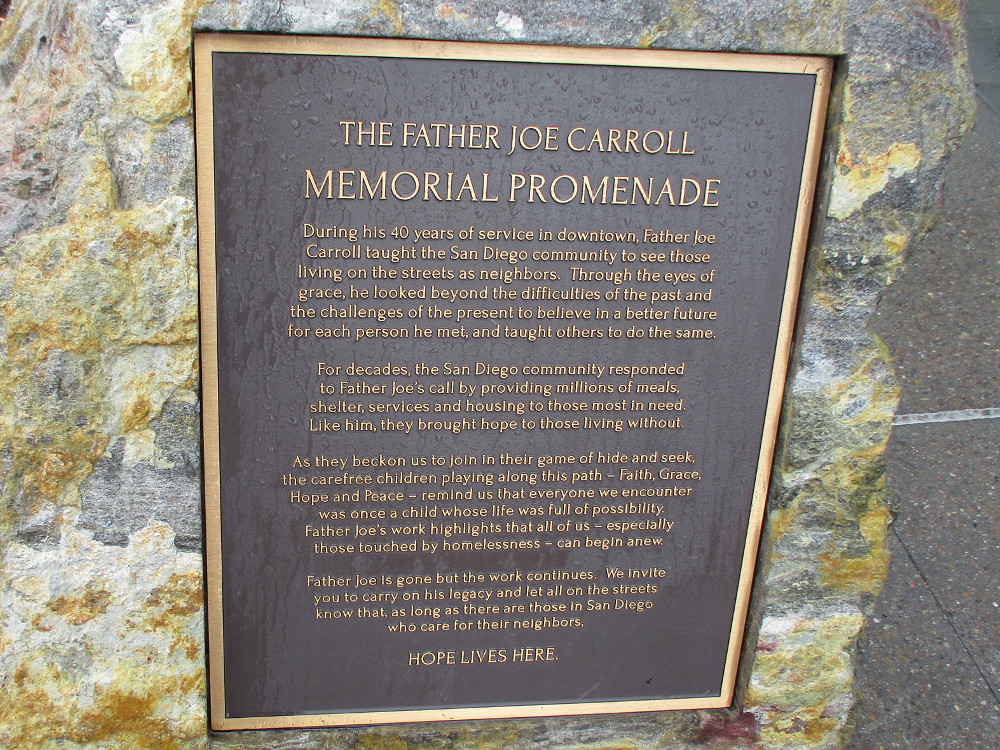 THE FATHER JOE CARROLL
MEMORIAL PROMENADE
During his 40 years of service in downtown, Father Joe
Carroll taught the San Diego community to see those
living on the streets as neighbors. Through the eyes of
grace, he looked beyond the difficulties of the past and
the challenges of the present to believe in a better future
for each person he met, and taught others to do the same.
For decades, the San Diego community responded
to Father Joe's call by providing millions of meals,
shelter, services and housing to those most in need.
Like him, they brought hope to those living without.
As they beckon us to join in their game of hide and seek,
the carefree children playing along this path – Faith, Grace,
Hope and Peace – remind us that everyone we encounter
was once a child whose life was full of possibility.
Father Joe's work highlights that all of us – especially
those touched by homelessness – can begin anew.
Father Joe is gone but the work continues. We invite
you to carry on his legacy and let all on the streets
know that, as long as there are those in San Diego
who care for their neighbors,
HOPE LIVES HERE.